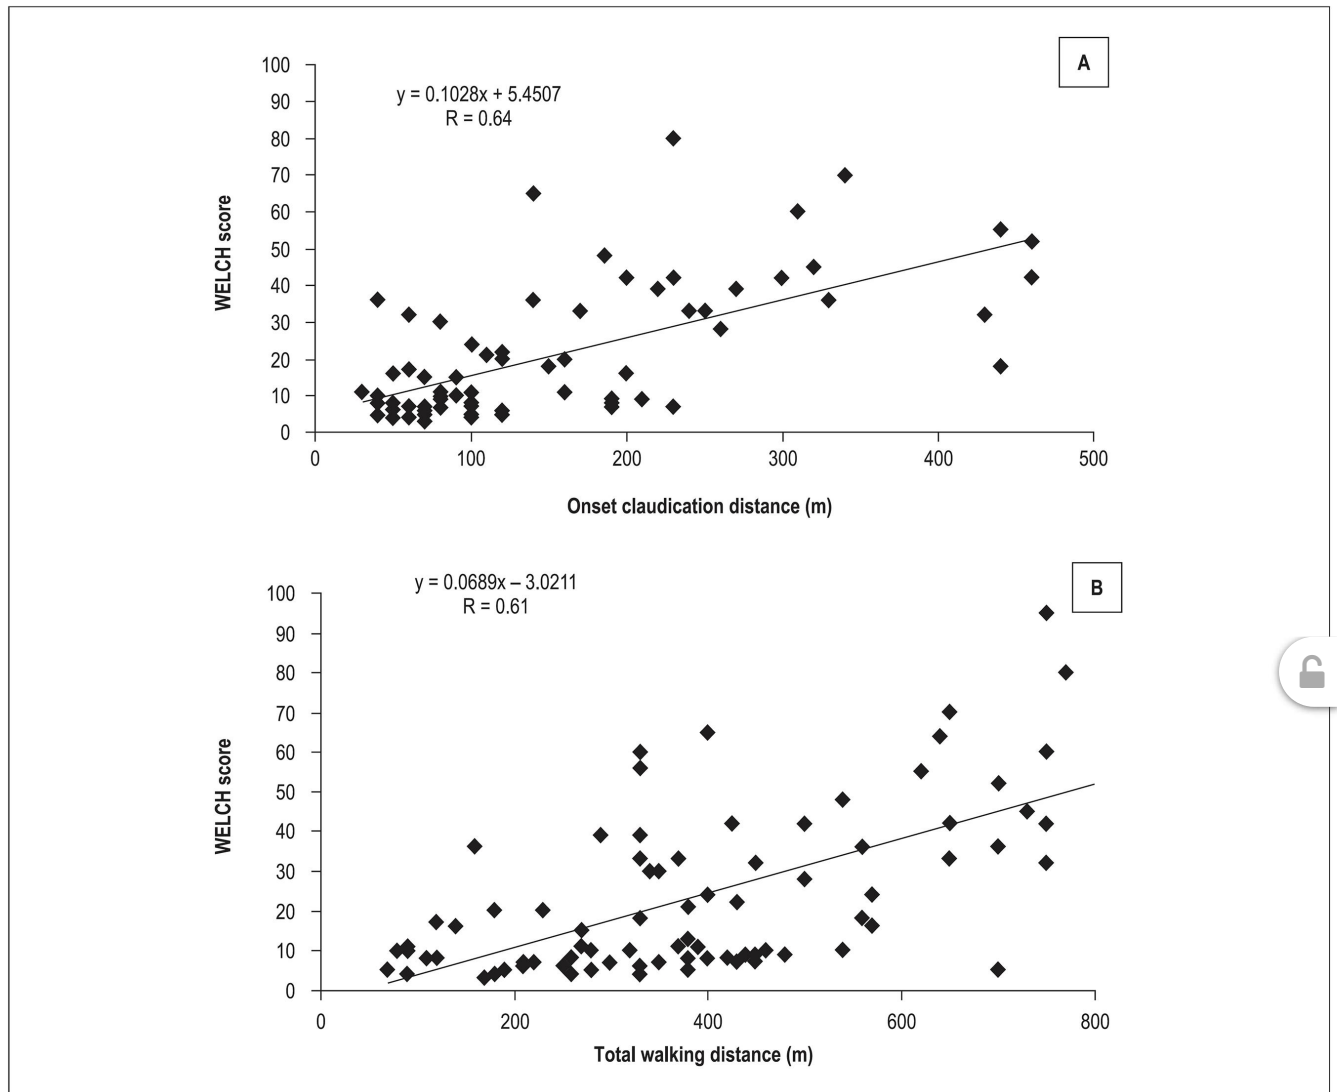 A
y = 0.1028x + 5.4507
R = 0.64
100
90
80
70
60
50
40
30
20
10
0
WELCH score
0 100 200 300 400 500
Onset claudication distance (m)
B
y = 0.0689x – 3.0211
R = 0.61
100
90
80
70
60
50
40
30
20
10
0
WELCH score
0 200 400 600 800
Total walking distance (m)